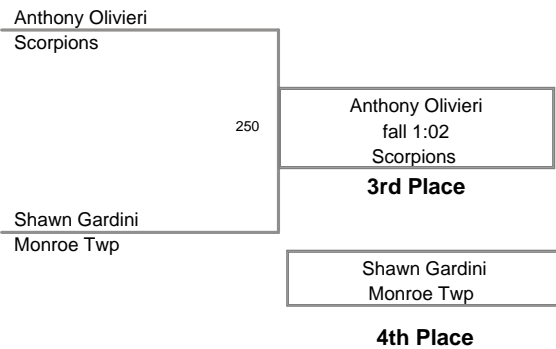 Anthony Olivieri
Scorpions
250
Anthony Olivieri
fall 1:02
Scorpions
3rd Place
Shawn Gardini
Monroe Twp
Shawn Gardini
Monroe Twp
4th Place